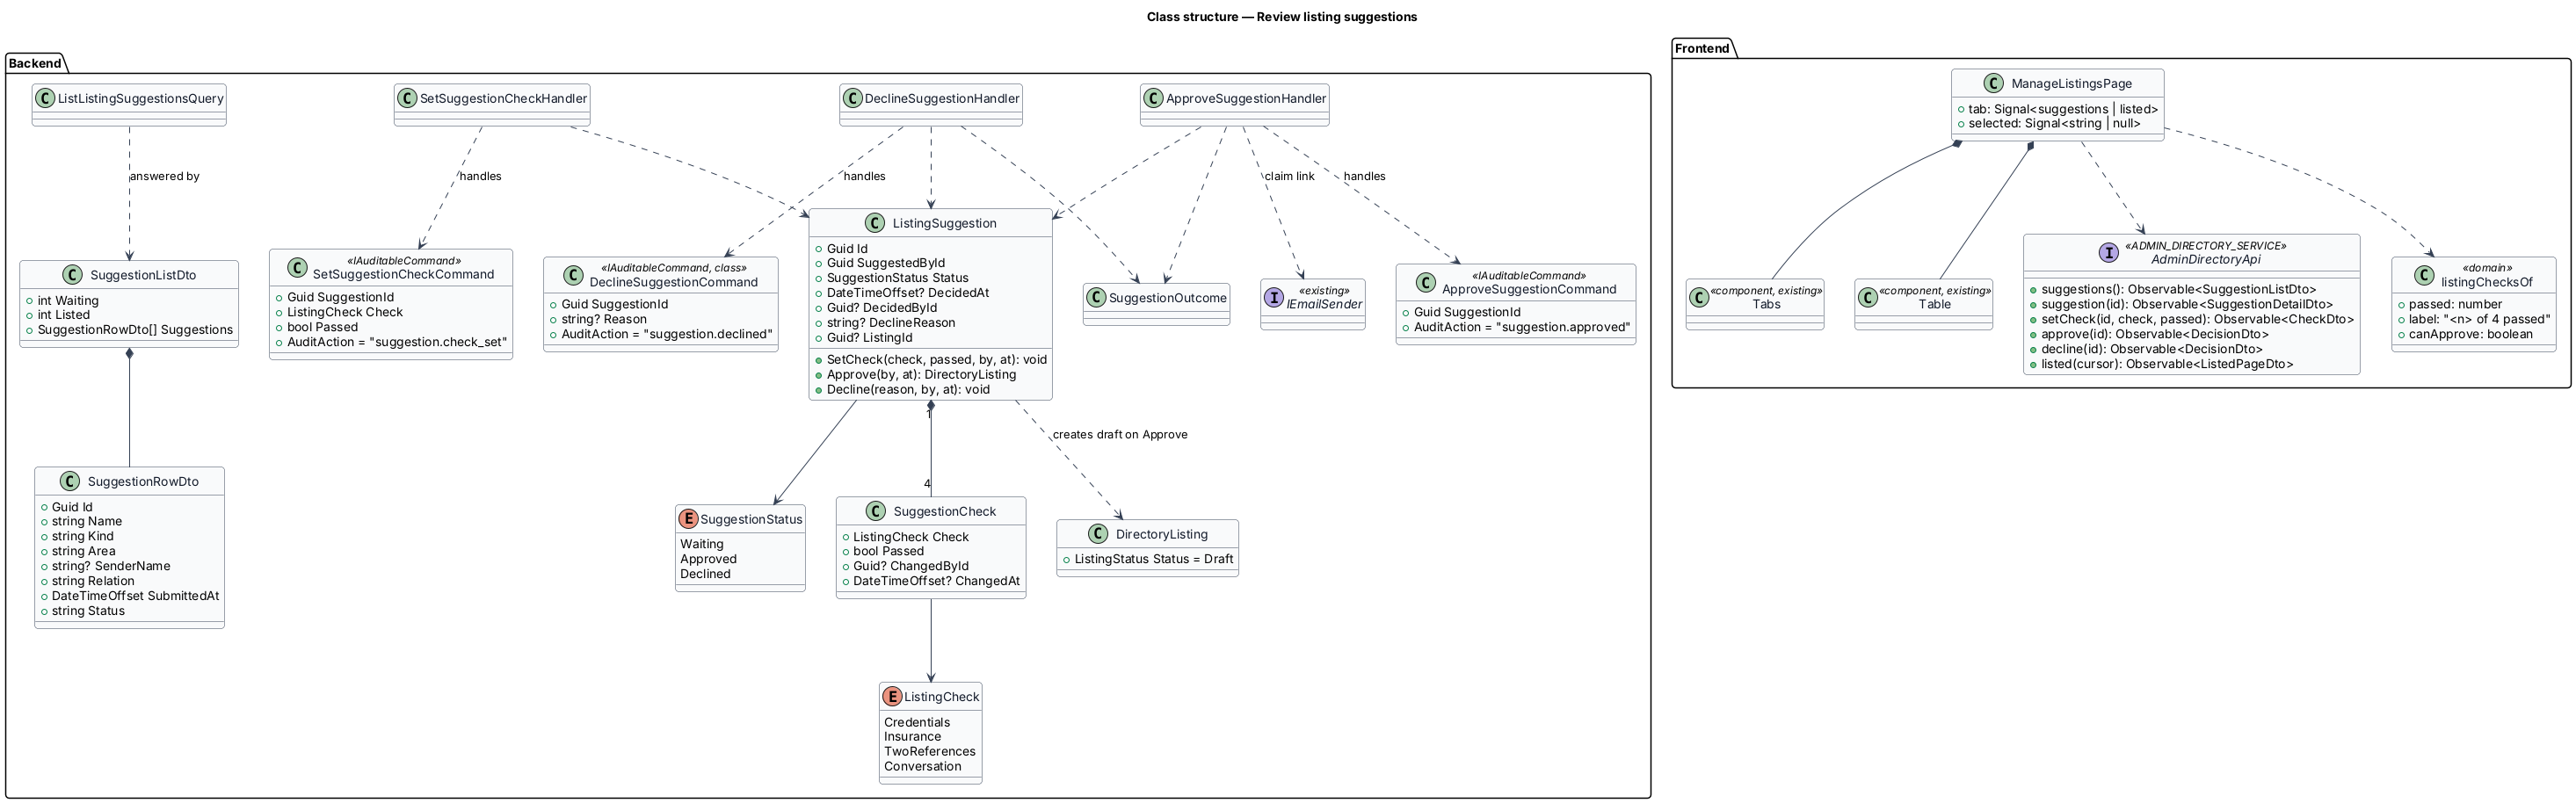 Class structure — Review listing suggestions
Backend
ListListingSuggestionsQuery
SetSuggestionCheckHandler
DeclineSuggestionHandler
ApproveSuggestionHandler
answered by
handles
handles
claim link
handles
SuggestionListDto
int Waiting
int Listed
SuggestionRowDto[] Suggestions
«IAuditableCommand»
SetSuggestionCheckCommand
Guid SuggestionId
ListingCheck Check
bool Passed
AuditAction = "suggestion.check_set"
«IAuditableCommand, class»
DeclineSuggestionCommand
Guid SuggestionId
string? Reason
AuditAction = "suggestion.declined"
ListingSuggestion
Guid Id
Guid SuggestedById
SuggestionStatus Status
DateTimeOffset? DecidedAt
Guid? DecidedById
string? DeclineReason
Guid? ListingId
SetCheck(check, passed, by, at): void
Approve(by, at): DirectoryListing
Decline(reason, by, at): void
SuggestionOutcome
«existing»
IEmailSender
«IAuditableCommand»
ApproveSuggestionCommand
Guid SuggestionId
AuditAction = "suggestion.approved"
1
4
creates draft on Approve
SuggestionRowDto
Guid Id
string Name
string Kind
string Area
string? SenderName
string Relation
DateTimeOffset SubmittedAt
string Status
SuggestionStatus
Waiting
Approved
Declined
SuggestionCheck
ListingCheck Check
bool Passed
Guid? ChangedById
DateTimeOffset? ChangedAt
DirectoryListing
ListingStatus Status = Draft
ListingCheck
Credentials
Insurance
TwoReferences
Conversation
Frontend
ManageListingsPage
tab: Signal<suggestions | listed>
selected: Signal<string | null>
«component, existing»
Tabs
«component, existing»
Table
«ADMIN_DIRECTORY_SERVICE»
AdminDirectoryApi
suggestions(): Observable<SuggestionListDto>
suggestion(id): Observable<SuggestionDetailDto>
setCheck(id, check, passed): Observable<CheckDto>
approve(id): Observable<DecisionDto>
decline(id): Observable<DecisionDto>
listed(cursor): Observable<ListedPageDto>
«domain»
listingChecksOf
passed: number
label: "<n> of 4 passed"
canApprove: boolean